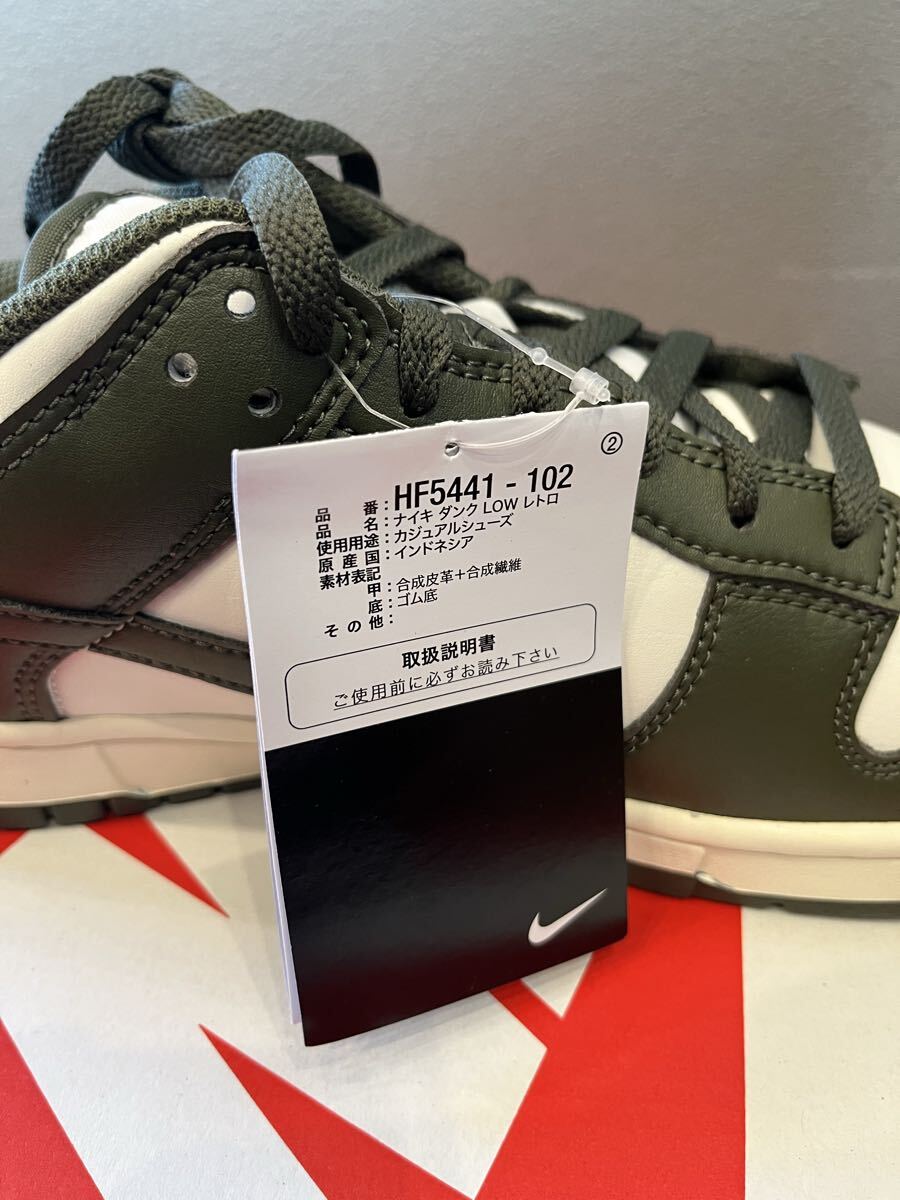 ②
品番：HF5441 - 102
品名：ナイキ ダンク LOW レトロ
使用用途：カジュアルシューズ
原産国：インドネシア
素材表記
甲：合成皮革＋合成繊維
底：ゴム底
その他：
取扱説明書
ご使用前に必ずお読み下さい